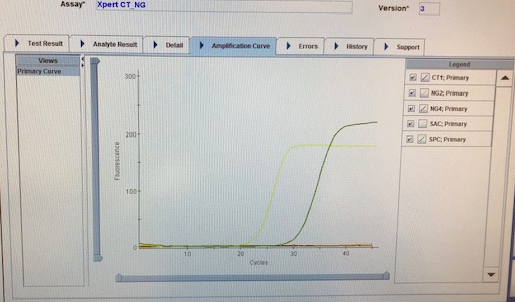 Assay* Xpert CT_NG Version* 3
Test Result Analyte Result Detail Amplification Curve Errors History Support
Views
Primary Curve
Legend
CT1; Primary
NG2; Primary
NG4; Primary
SAC; Primary
SPC; Primary
Fluorescence
300
200
100
0
10 20 30 40
Cycles